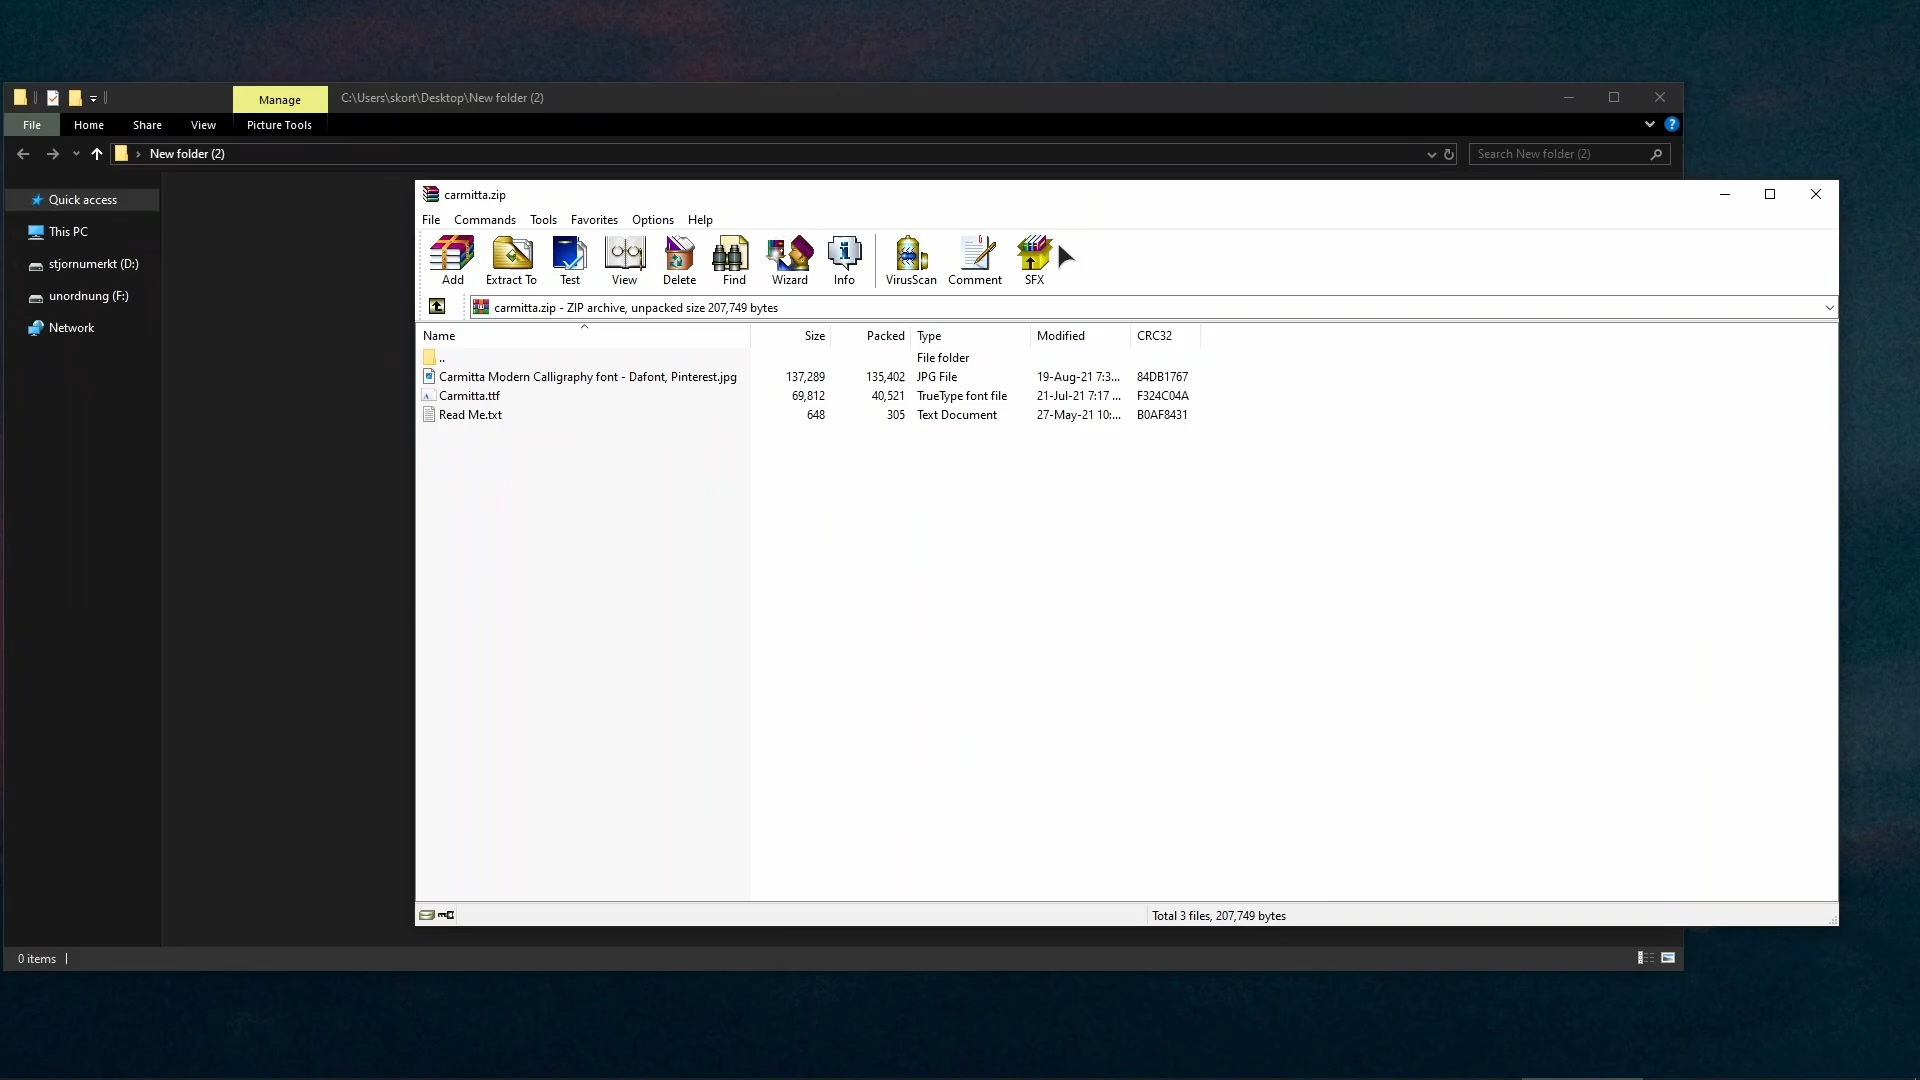 Manage
C:\Users\skort\Desktop\New folder (2)
File Home Share View Picture Tools
New folder (2)
Search New folder (2)
Quick access
This PC
stjornumerkt (D:)
unordnung (F:)
Network
0 items
carmitta.zip
File Commands Tools Favorites Options Help
Add Extract To Test View Delete Find Wizard Info VirusScan Comment SFX
carmitta.zip - ZIP archive, unpacked size 207,749 bytes
Name Size Packed Type Modified CRC32
.. File folder
Carmitta Modern Calligraphy font - Dafont, Pinterest.jpg 137,289 135,402 JPG File 19-Aug-21 7:3... 84DB1767
Carmitta.ttf 69,812 40,521 TrueType font file 21-Jul-21 7:17 ... F324C04A
Read Me.txt 648 305 Text Document 27-May-21 10:... B0AF8431
Total 3 files, 207,749 bytes